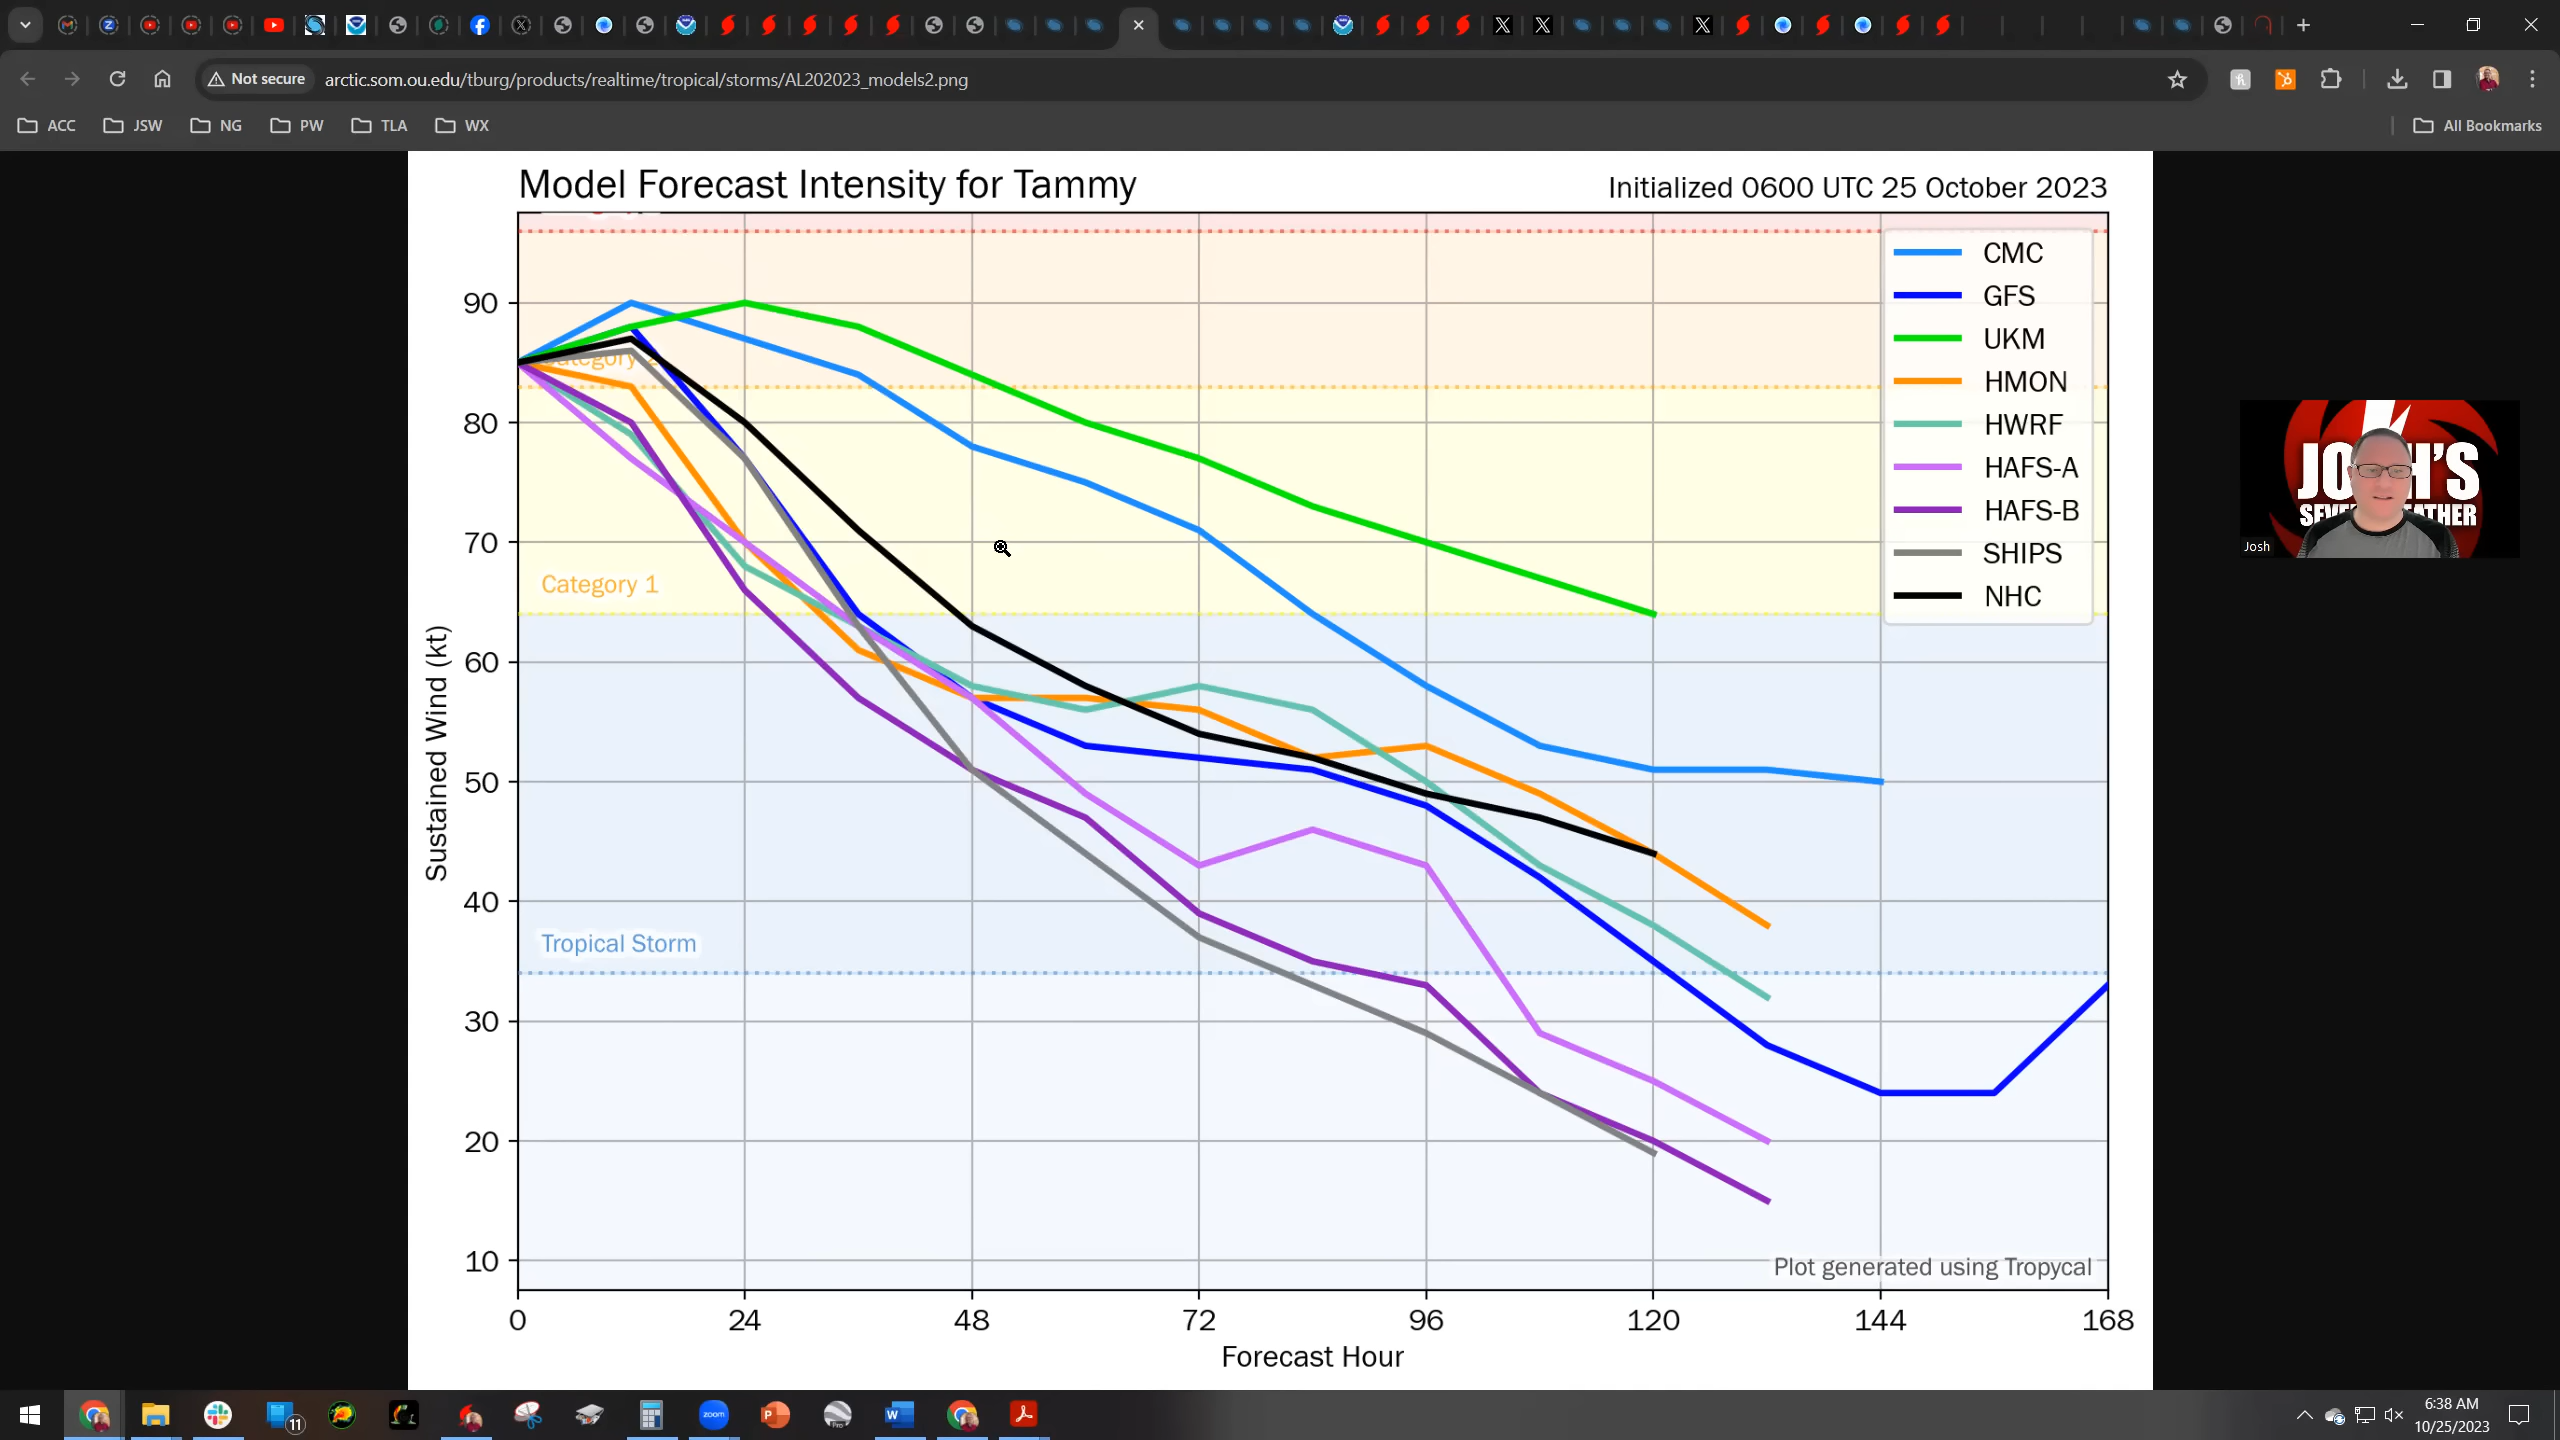 Not secure
arctic.som.ou.edu/tburg/products/realtime/tropical/storms/AL202023_models2.png
ACC
JSW
NG
PW
TLA
WX
All Bookmarks
Model Forecast Intensity for Tammy
Initialized 0600 UTC 25 October 2023
CMC
GFS
UKM
HMON
HWRF
HAFS-A
HAFS-B
SHIPS
NHC
90
80
70
60
50
40
30
20
10
Sustained Wind (kt)
Category 2
Category 1
Tropical Storm
Plot generated using Tropycal
0
24
48
72
96
120
144
168
Forecast Hour
Josh
11
zoom
6:38 AM
10/25/2023